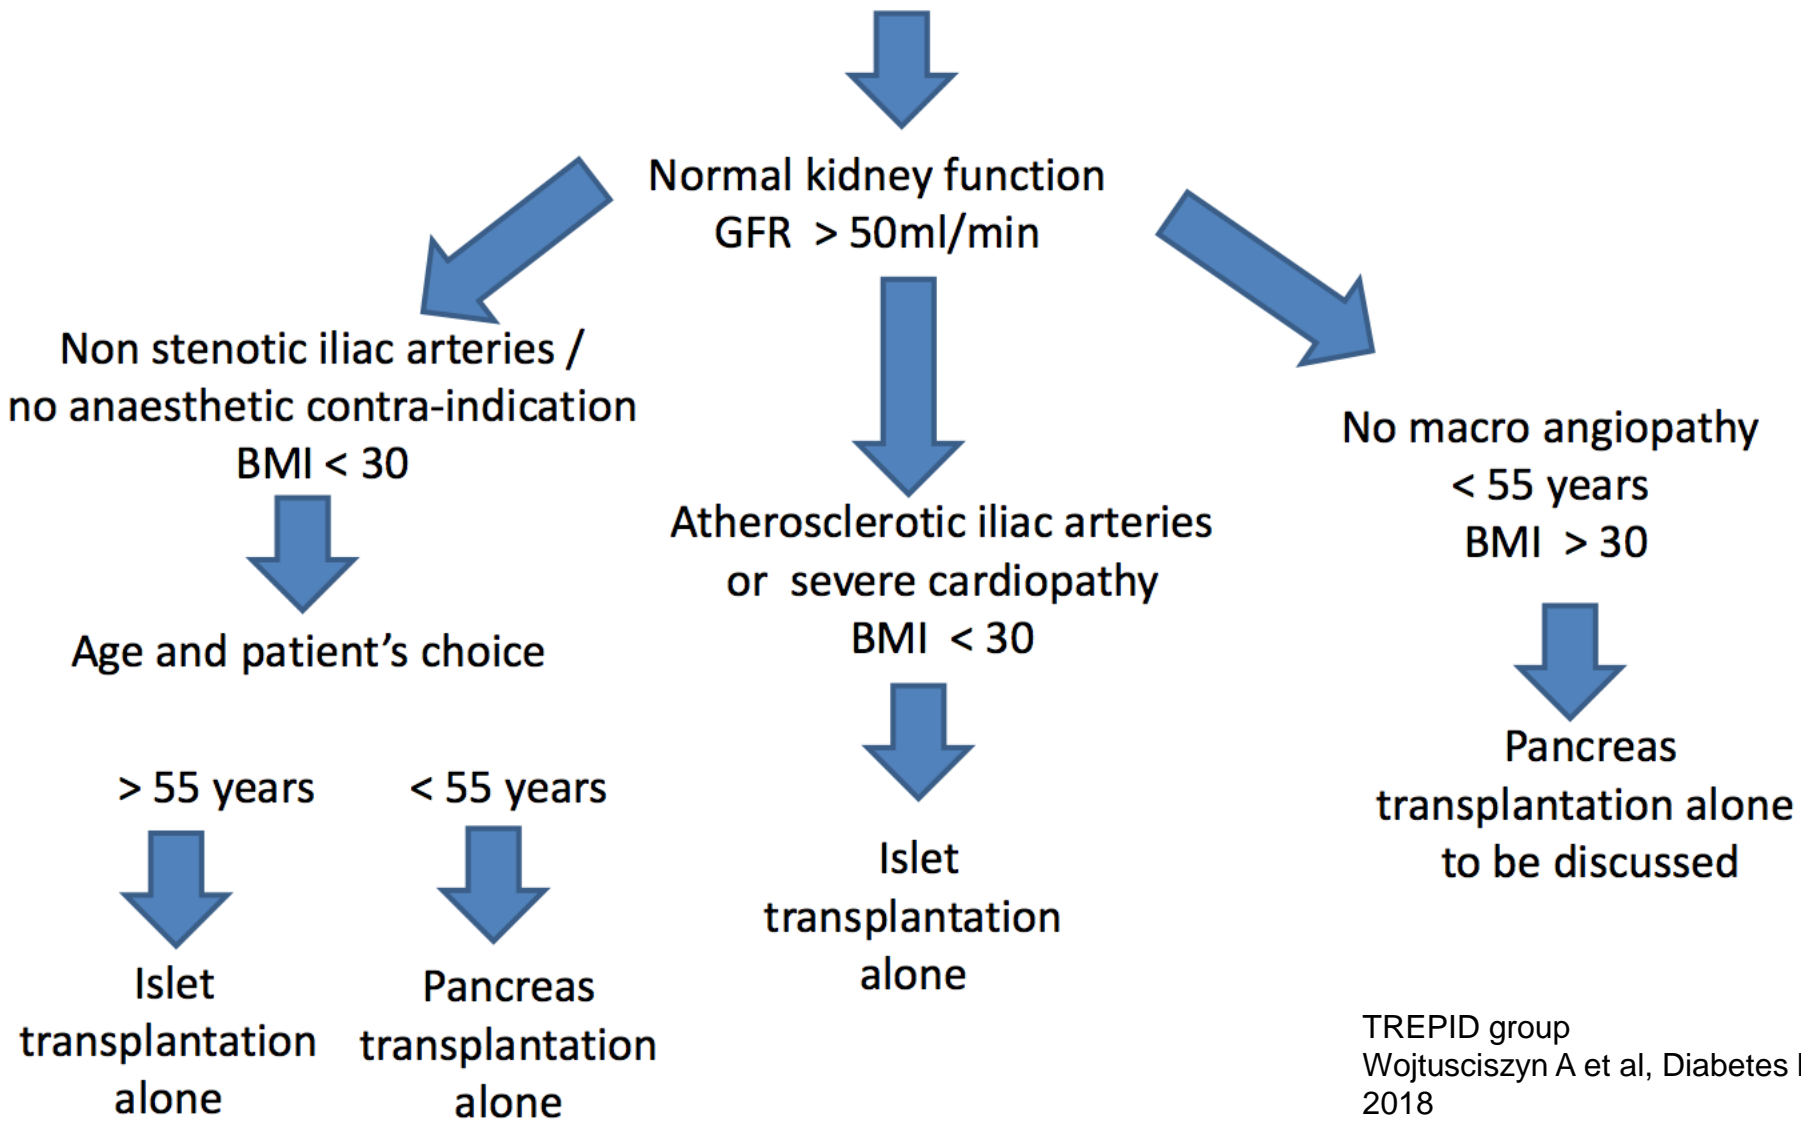 Normal kidney function
GFR > 50ml/min
Non stenotic iliac arteries /
no anaesthetic contra-indication
BMI < 30
Age and patient's choice
> 55 years
Islet
transplantation
alone
< 55 years
Pancreas
transplantation
alone
Atherosclerotic iliac arteries
or severe cardiopathy
BMI < 30
Islet
transplantation
alone
No macro angiopathy
< 55 years
BMI > 30
Pancreas
transplantation alone
to be discussed
TREPID group
Wojtusciszyn A et al, Diabetes
2018